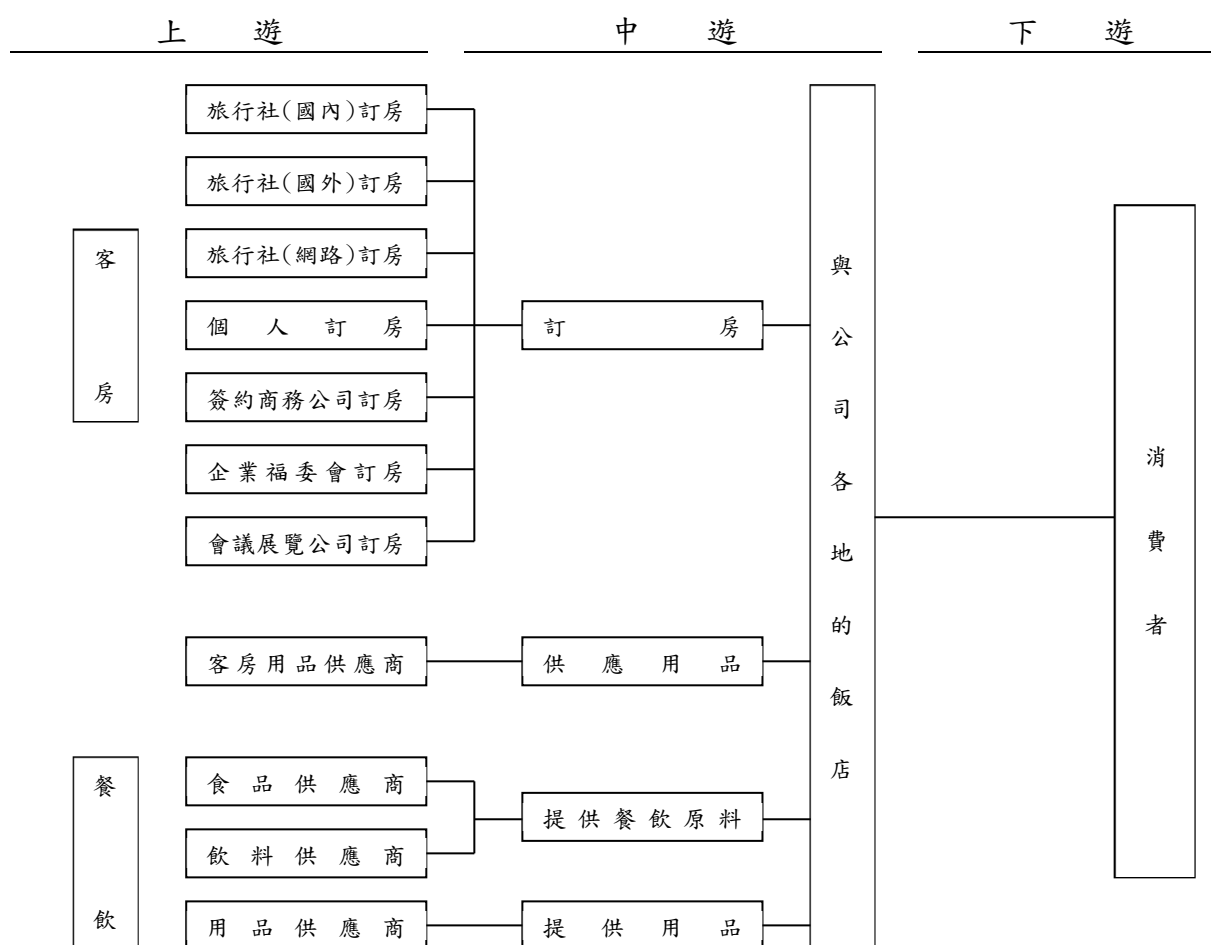 上遊 中遊 下遊
旅行社(國內)訂房
旅行社(國外)訂房
旅行社(網路)訂房
個人訂房
簽約商務公司訂房
企業福委會訂房
會議展覽公司訂房
客房
訂房
客房用品供應商
供應用品
餐飲
食品供應商
飲料供應商
提供餐飲原料
用品供應商
提供用品
與公司各地的飯店
消費者